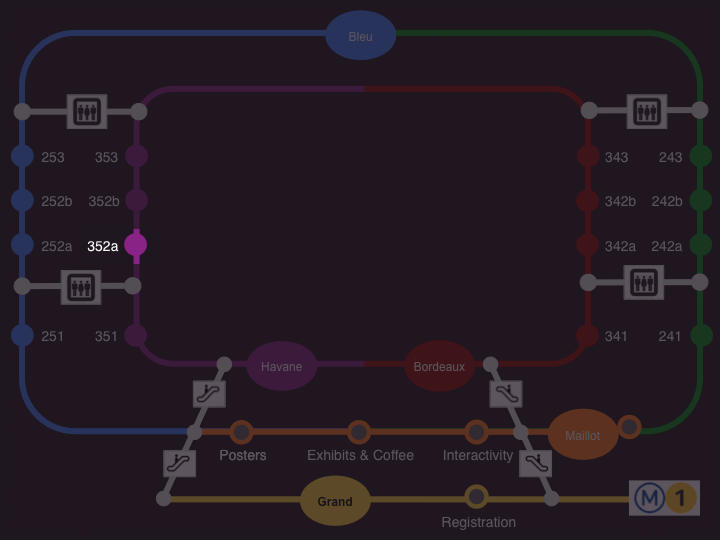 Bleu
253 353 343 243
252b 352b 342b 242b
252a 352a 342a 242a
251 351 341 241
Havane Bordeaux
Maillot
Posters Exhibits & Coffee Interactivity
Grand
M 1
Registration